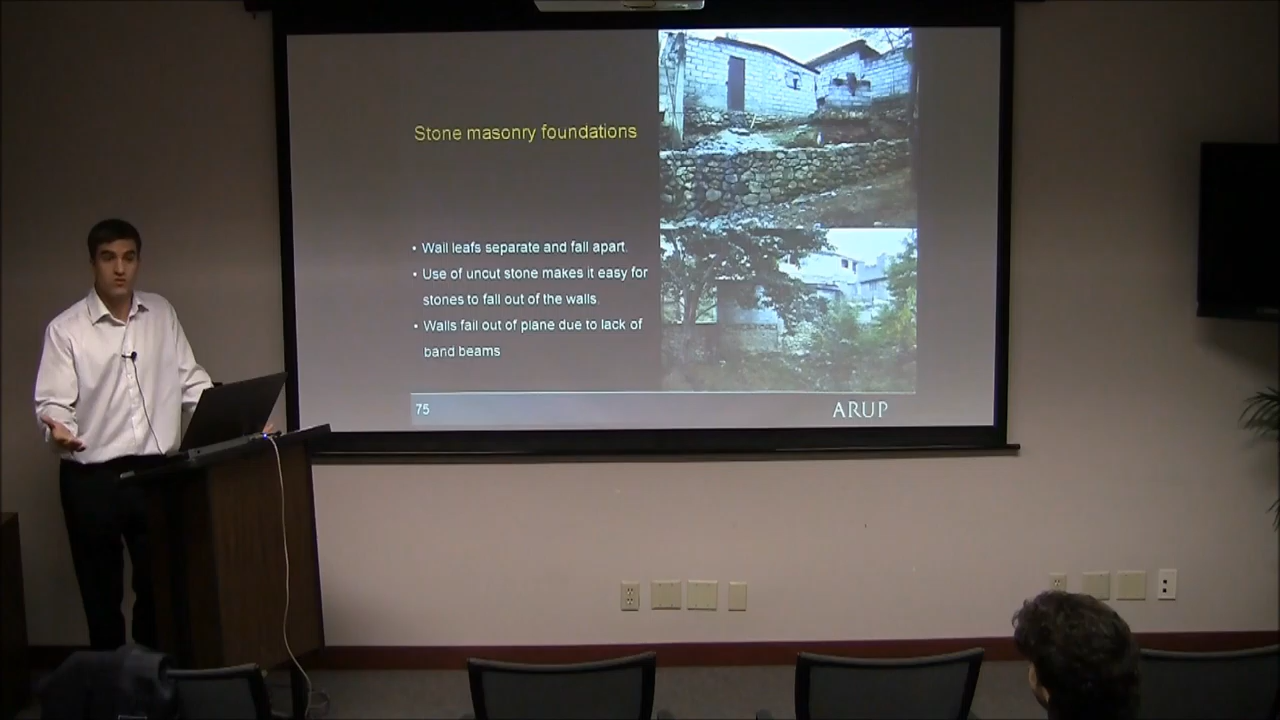 Stone masonry foundations
• Wall leafs separate and fall apart.
• Use of uncut stone makes it easy for
stones to fall out of the walls.
• Walls fail out of plane due to lack of
band beams
75
ARUP